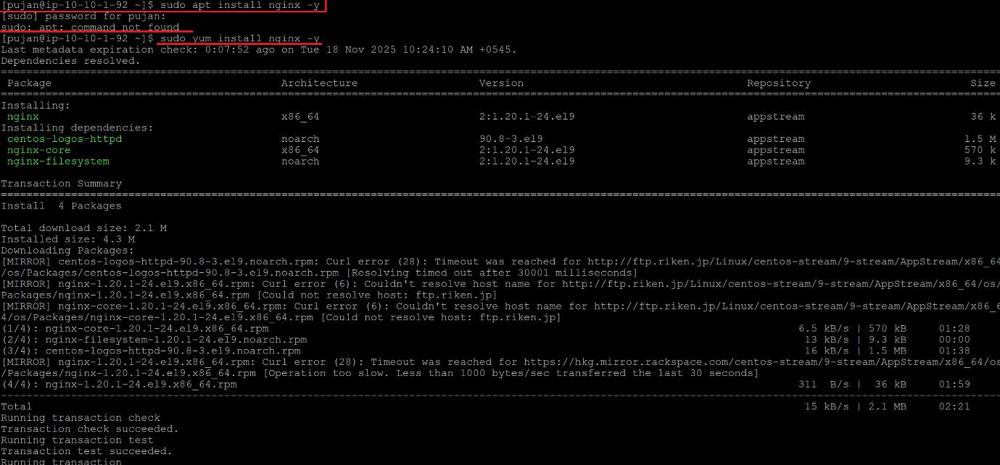 [pujan@ip-10-10-1-92 ~]$ sudo apt install nginx -y
[sudo] password for pujan:
sudo: apt: command not found
[pujan@ip-10-10-1-92 ~]$ sudo yum install nginx -y
Last metadata expiration check: 0:07:52 ago on Tue 18 Nov 2025 10:24:10 AM +0545.
Dependencies resolved.
Package Architecture Version Repository Size
Installing:
nginx x86_64 2:1.20.1-24.el9 appstream 36 k
Installing dependencies:
centos-logos-httpd noarch 90.8-3.el9 appstream 1.5 M
nginx-core x86_64 2:1.20.1-24.el9 appstream 570 k
nginx-filesystem noarch 2:1.20.1-24.el9 appstream 9.3 k
Transaction Summary
Install 4 Packages
Total download size: 2.1 M
Installed size: 4.3 M
Downloading Packages:
[MIRROR] centos-logos-httpd-90.8-3.el9.noarch.rpm: Curl error (28): Timeout was reached for http://ftp.riken.jp/Linux/centos-stream/9-stream/AppStream/x86_64
/os/Packages/centos-logos-httpd-90.8-3.el9.noarch.rpm [Resolving timed out after 30001 milliseconds]
[MIRROR] nginx-1.20.1-24.el9.x86_64.rpm: Curl error (6): Couldn't resolve host name for http://ftp.riken.jp/Linux/centos-stream/9-stream/AppStream/x86_64/os/
Packages/nginx-1.20.1-24.el9.x86_64.rpm [Could not resolve host: ftp.riken.jp]
[MIRROR] nginx-core-1.20.1-24.el9.x86_64.rpm: Curl error (6): Couldn't resolve host name for http://ftp.riken.jp/Linux/centos-stream/9-stream/AppStream/x86_6
4/os/Packages/nginx-core-1.20.1-24.el9.x86_64.rpm [Could not resolve host: ftp.riken.jp]
(1/4): nginx-core-1.20.1-24.el9.x86_64.rpm 6.5 kB/s | 570 kB 01:28
(2/4): nginx-filesystem-1.20.1-24.el9.noarch.rpm 13 kB/s | 9.3 kB 00:00
(3/4): centos-logos-httpd-90.8-3.el9.noarch.rpm 16 kB/s | 1.5 MB 01:38
[MIRROR] nginx-1.20.1-24.el9.x86_64.rpm: Curl error (28): Timeout was reached for https://hkg.mirror.rackspace.com/centos-stream/9-stream/AppStream/x86_64/os
/Packages/nginx-1.20.1-24.el9.x86_64.rpm [Operation too slow. Less than 1000 bytes/sec transferred the last 30 seconds]
(4/4): nginx-1.20.1-24.el9.x86_64.rpm 311 B/s | 36 kB 01:59
Total 15 kB/s | 2.1 MB 02:21
Running transaction check
Transaction check succeeded.
Running transaction test
Transaction test succeeded.
Running transaction